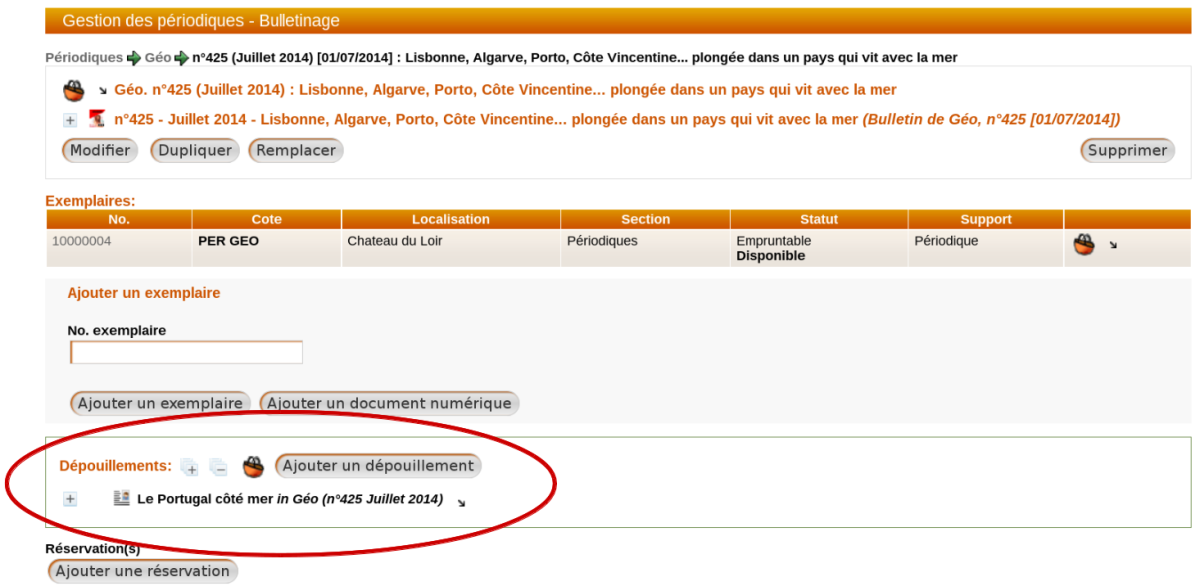 Gestion des périodiques - Bulletinage
Périodiques Géo n°425 (Juillet 2014) [01/07/2014] : Lisbonne, Algarve, Porto, Côte Vincentine... plongée dans un pays qui vit avec la mer
Géo. n°425 (Juillet 2014) : Lisbonne, Algarve, Porto, Côte Vincentine... plongée dans un pays qui vit avec la mer
n°425 - Juillet 2014 - Lisbonne, Algarve, Porto, Côte Vincentine... plongée dans un pays qui vit avec la mer (Bulletin de Géo, n°425 [01/07/2014])
Modifier Dupliquer Remplacer Supprimer
Exemplaires:
No. Cote Localisation Section Statut Support
10000004 PER GEO Chateau du Loir Périodiques Empruntable Périodique
Disponible
Ajouter un exemplaire
No. exemplaire
Ajouter un exemplaire Ajouter un document numérique
Dépouillements: Ajouter un dépouillement
Le Portugal côté mer in Géo (n°425 Juillet 2014)
Réservation(s)
Ajouter une réservation